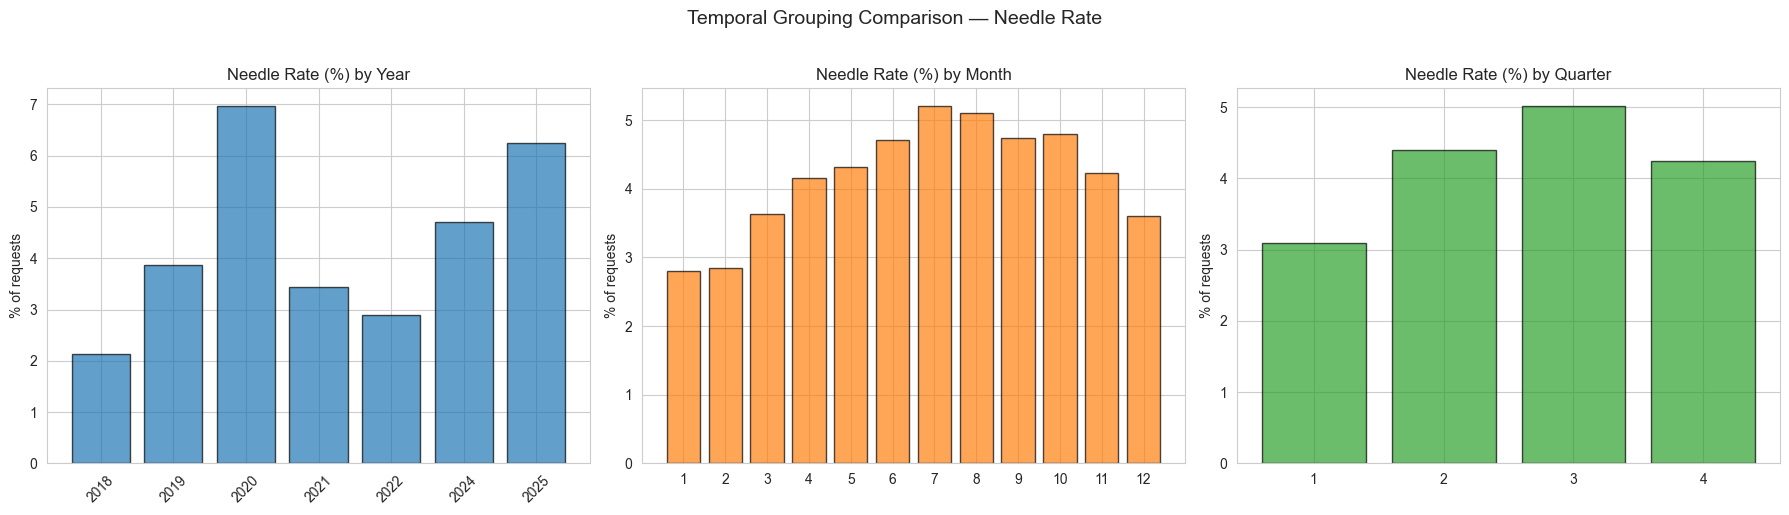 Temporal Grouping Comparison — Needle Rate
Needle Rate (%) by Year
% of requests
7
6
5
4
3
2
1
0
2018 2019 2020 2021 2022 2024 2025
Needle Rate (%) by Month
% of requests
5
4
3
2
1
0
1 2 3 4 5 6 7 8 9 10 11 12
Needle Rate (%) by Quarter
% of requests
5
4
3
2
1
0
1 2 3 4